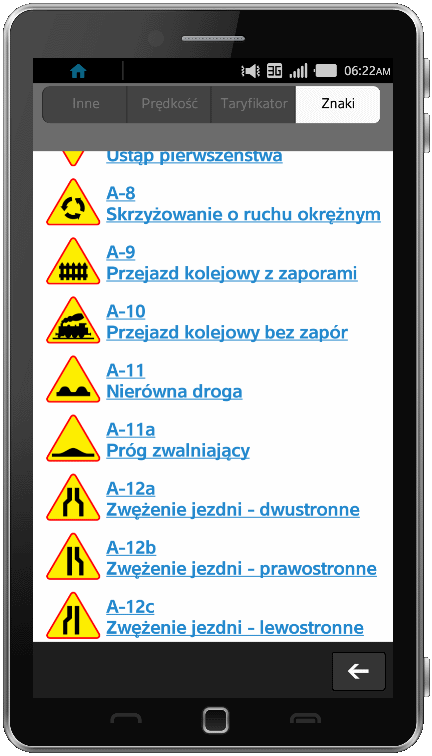 3G
06:22AM
Inne Prędkość Taryfikator Znaki
Ustąp pierwszeństwa
A-8
Skrzyżowanie o ruchu okrężnym
A-9
Przejazd kolejowy z zaporami
A-10
Przejazd kolejowy bez zapór
A-11
Nierówna droga
A-11a
Próg zwalniający
A-12a
Zwężenie jezdni - dwustronne
A-12b
Zwężenie jezdni - prawostronne
A-12c
Zwężenie jezdni - lewostronne